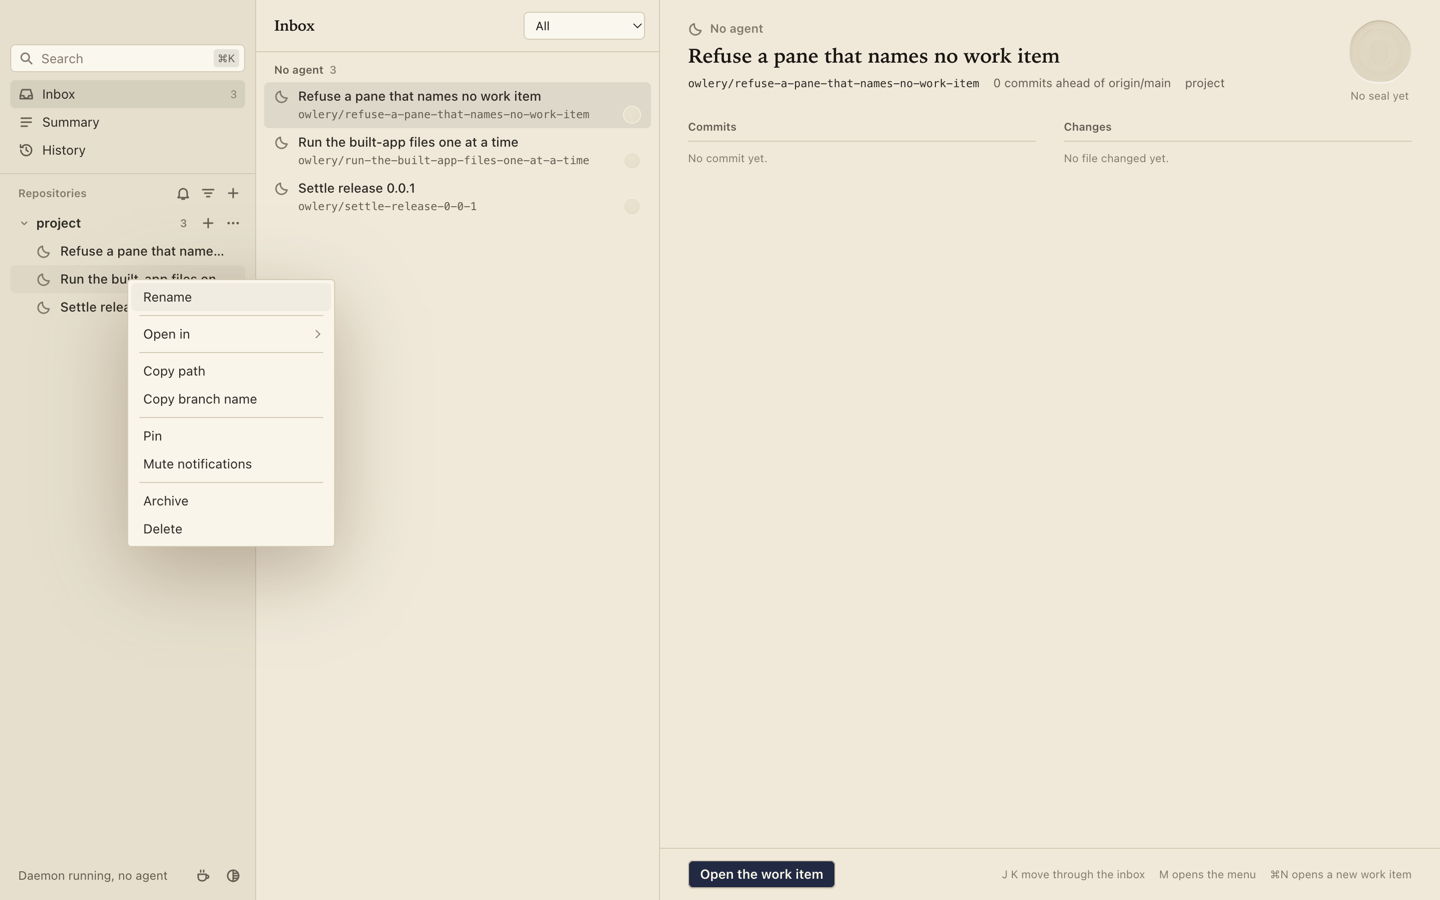 Search
⌘K
Inbox
3
Summary
History
Repositories
project
3
Refuse a pane that name...
Run the built-app files on
Settle relea
Rename
Open in
Copy path
Copy branch name
Pin
Mute notifications
Archive
Delete
Daemon running, no agent
Inbox
All
No agent 3
Refuse a pane that names no work item
owlery/refuse-a-pane-that-names-no-work-item
Run the built-app files one at a time
owlery/run-the-built-app-files-one-at-a-time
Settle release 0.0.1
owlery/settle-release-0-0-1
No agent
Refuse a pane that names no work item
owlery/refuse-a-pane-that-names-no-work-item 0 commits ahead of origin/main project
No seal yet
Commits
No commit yet.
Changes
No file changed yet.
Open the work item
J K move through the inbox M opens the menu ⌘N opens a new work item